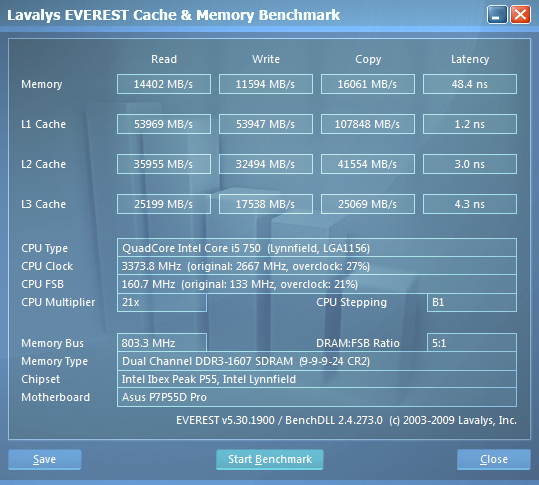 Lavalys EVEREST Cache & Memory Benchmark
Read Write Copy Latency
Memory 14402 MB/s 11594 MB/s 16061 MB/s 48.4 ns
L1 Cache 53969 MB/s 53947 MB/s 107848 MB/s 1.2 ns
L2 Cache 35955 MB/s 32494 MB/s 41554 MB/s 3.0 ns
L3 Cache 25199 MB/s 17538 MB/s 25069 MB/s 4.3 ns
CPU Type QuadCore Intel Core i5 750 (Lynnfield, LGA1156)
CPU Clock 3373.8 MHz (original: 2667 MHz, overclock: 27%)
CPU FSB 160.7 MHz (original: 133 MHz, overclock: 21%)
CPU Multiplier 21x CPU Stepping B1
Memory Bus 803.3 MHz DRAM:FSB Ratio 5:1
Memory Type Dual Channel DDR3-1607 SDRAM (9-9-9-24 CR2)
Chipset Intel Ibex Peak P55, Intel Lynnfield
Motherboard Asus P7P55D Pro
EVEREST v5.30.1900 / BenchDLL 2.4.273.0 (c) 2003-2009 Lavalys, Inc.
Save Start Benchmark Close